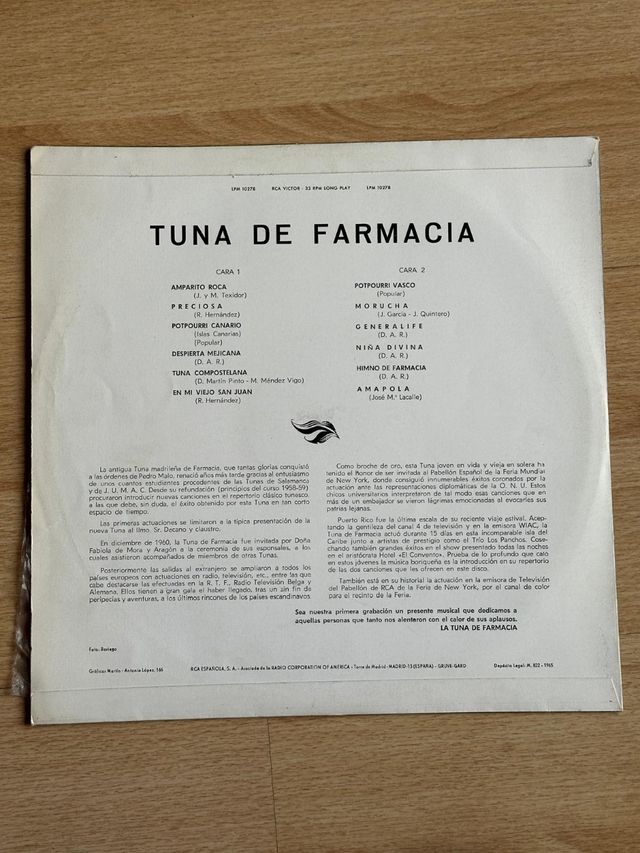 LPM 10278 RCA VICTOR - 33 RPM LONG PLAY LPM 10278
TUNA DE FARMACIA
CARA 1
AMPARITO ROCA
(J. y M. Texidor)
PRECIOSA
(R. Hernández)
POTPOURRI CANARIO
(Islas Canarias)
(Popular)
DESPIERTA MEJICANA
(D. A. R.)
TUNA COMPOSTELANA
(D. Martín Pinto - M. Méndez Vigo)
EN MI VIEJO SAN JUAN
(R. Hernández)
CARA 2
POTPOURRI VASCO
(Popular)
MORUCHA
(J. García - J. Quintero)
GENERALIFE
(D. A. R.)
NIÑA DIVINA
(D. A. R.)
HIMNO DE FARMACIA
(D. A. R.)
AMAPOLA
(José M.ª Lacalle)
La antigua Tuna madrileña de Farmacia, que tantas glorias conquistó
a las órdenes de Pedro Malo, renació años más tarde gracias al entusiasmo
de unos cuantos estudiantes procedentes de las Tunas de Salamanca
y de J. U. M. A. C. Desde su refundación (principios del curso 1958-59)
procuraron introducir nuevas canciones en el repertorio clásico tunesco,
a las que debe, sin duda, el éxito obtenido por esta Tuna en tan corto
espacio de tiempo.
Las primeras actuaciones se limitaron a la típica presentación de la
nueva Tuna al Ilmo. Sr. Decano y claustro.
En diciembre de 1960, la Tuna de Farmacia fue invitada por Doña
Fabiola de Mora y Aragón a la ceremonia de sus esponsales, a los
cuales asistieron acompañados de miembros de otras Tunas.
Posteriormente las salidas al extranjero se ampliaron a todos los
países europeos con actuaciones en radio, televisión, etc., entre las que
cabe destacarse las efectuadas en la R. T. F., Radio Televisión Belga y
Alemana. Ellos tienen a gran gala el haber llegado, tras un sin fin de
peripecias y aventuras, a los últimos rincones de los países escandinavos
Como broche de oro, esta Tuna joven en vida y vieja en solera ha
tenido el honor de ser invitada al Pabellón Español de la Feria Mundial
de New York, donde consiguió innumerables éxitos coronados por la
actuación ante las representaciones diplomáticas de la O. N. U. Estos
chicos universitarios interpretaron de tal modo esas canciones que en
más de un embajador se vieron lágrimas emocionadas al evocarles sus
patrias lejanas.
Puerto Rico fue la última escala de su reciente viaje estival. Acep-
tando la gentileza del canal 4 de televisión y en la emisora WIAC, la
Tuna de Farmacia actuó durante 15 días en esta incomparable isla del
Caribe junto a artistas de prestigio como el Trío Los Panchos. Cose-
chando también grandes éxitos en el show presentado todas las noches
en el aristócrata Hotel «El Convento». Prueba de lo profundo que caló
en estos jóvenes la música boriqueña es la introducción en su repertorio
de las dos canciones que les ofrecen en este disco.
También está en su historial la actuación en la emisora de Televisión
del Pabellón de RCA de la Feria de New York, por el canal de color
para el recinto de la Feria.
Sea nuestra primera grabación un presente musical que dedicamos a
aquellas personas que tanto nos alentaron con el calor de sus aplausos.
LA TUNA DE FARMACIA
Foto: Boriego
Gráficas Martín - Antonio López, 166 RCA ESPAÑOLA, S. A. - Asociada de la RADIO CORPORATION OF AMERICA - Torre de Madrid - MADRID-13 (ESPAÑA) - GRUVE-GARD Depósito Legal: M. 822 - 1965